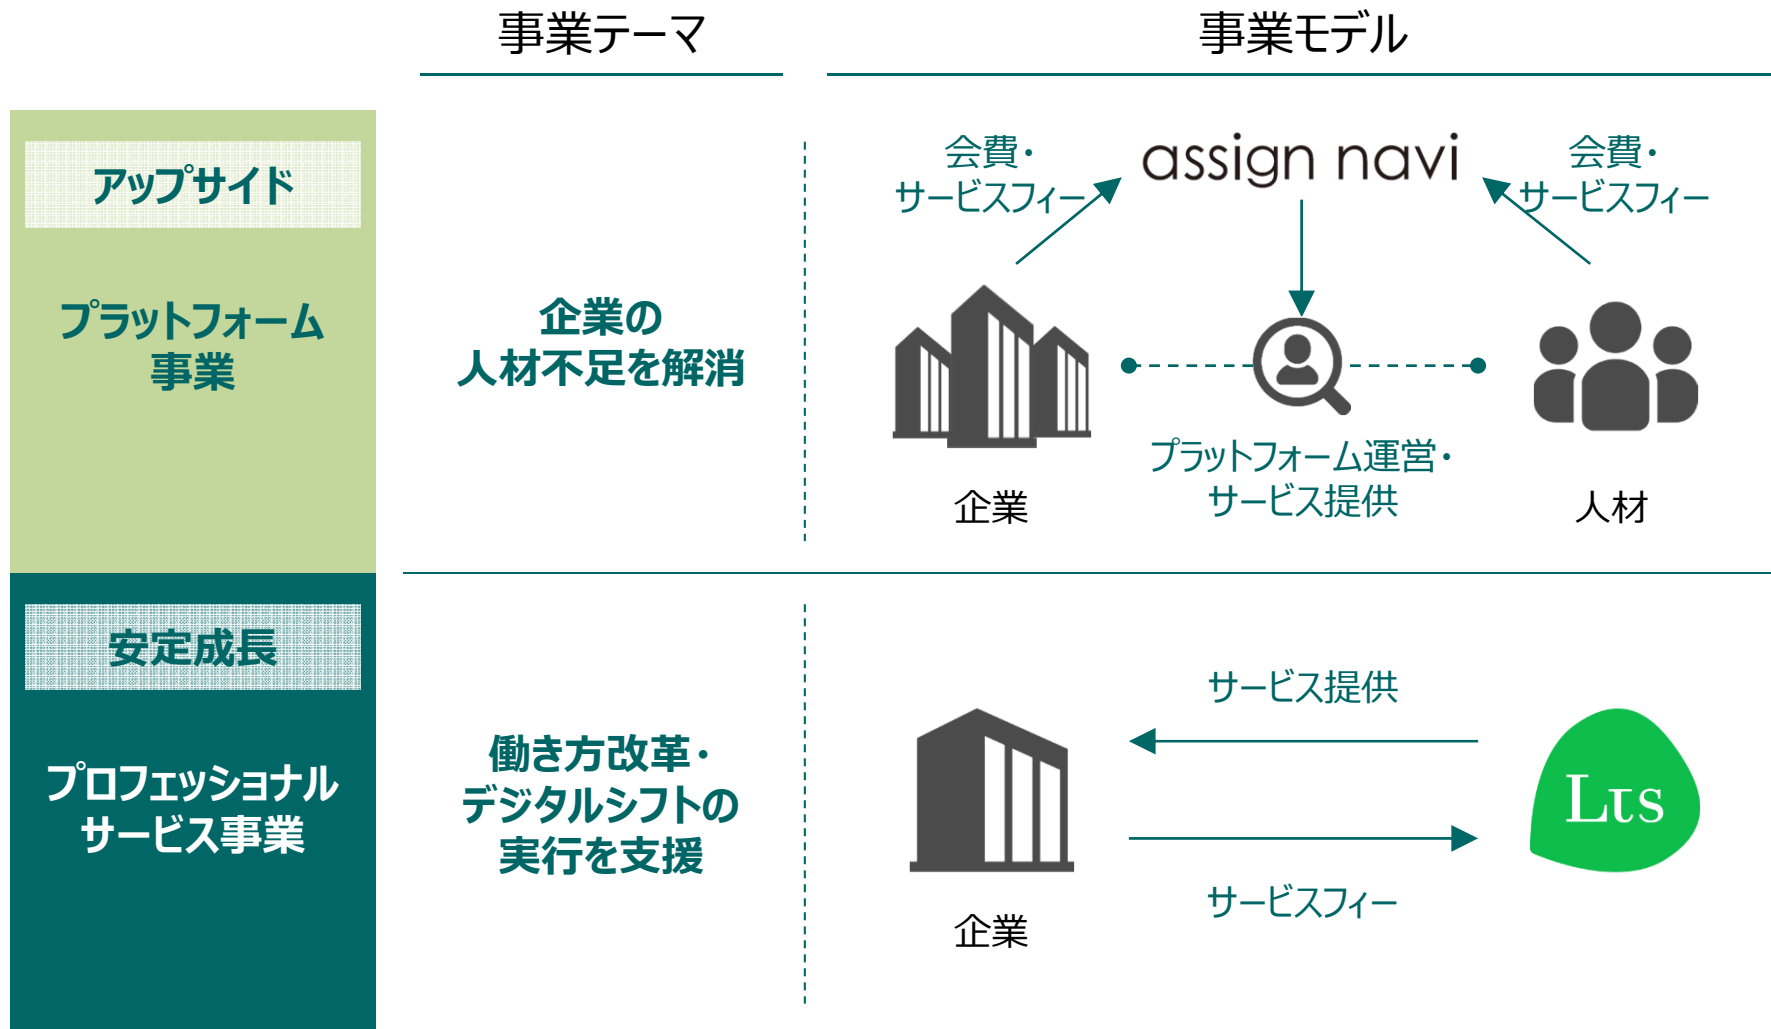 事業テーマ
事業モデル
アップサイド
プラットフォーム
事業
企業の
人材不足を解消
会費・
サービスフィー
assign navi
会費・
サービスフィー
プラットフォーム運営・
サービス提供
企業
人材
安定成長
プロフェッショナル
サービス事業
働き方改革・
デジタルシフトの
実行を支援
サービス提供
サービスフィー
企業
Lts